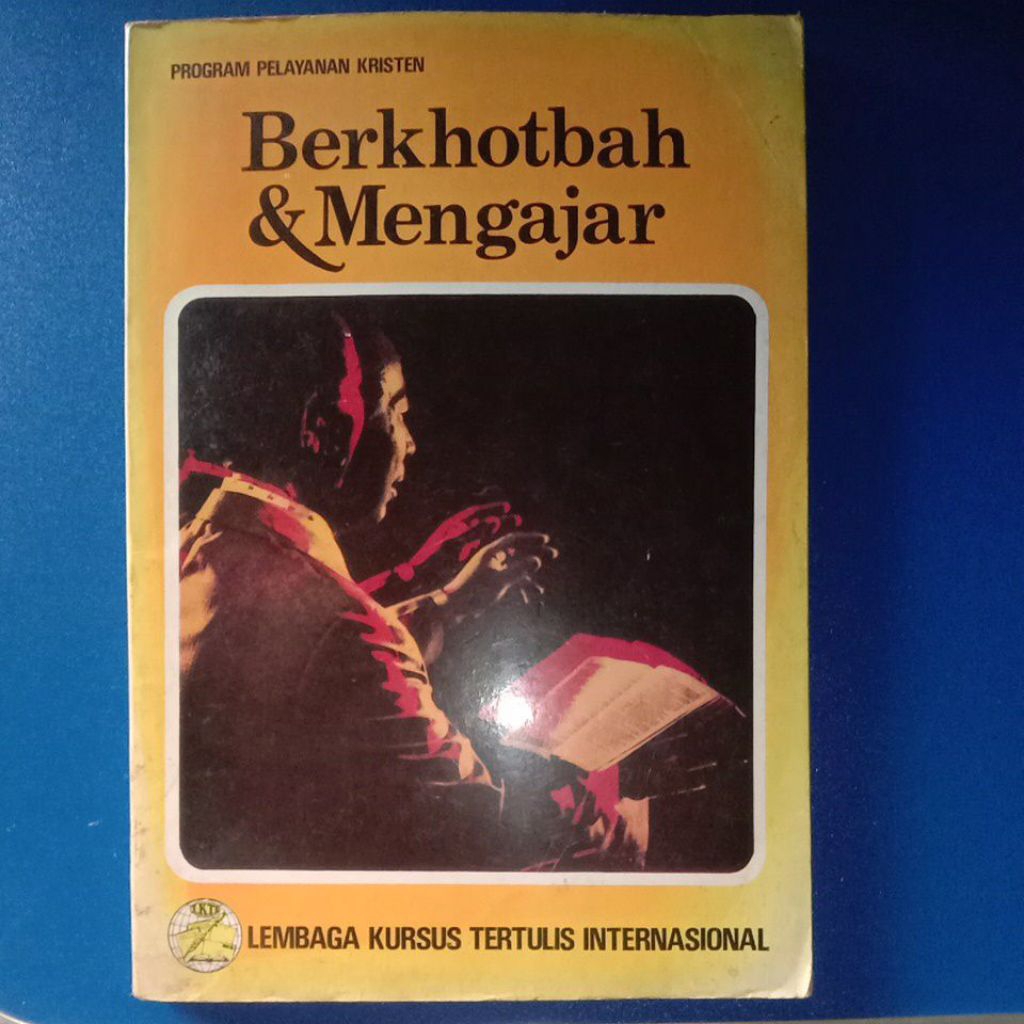 PROGRAM PELAYANAN KRISTEN
Berkhotbah
& Mengajar
LEMBAGA KURSUS TERTULIS INTERNASIONAL